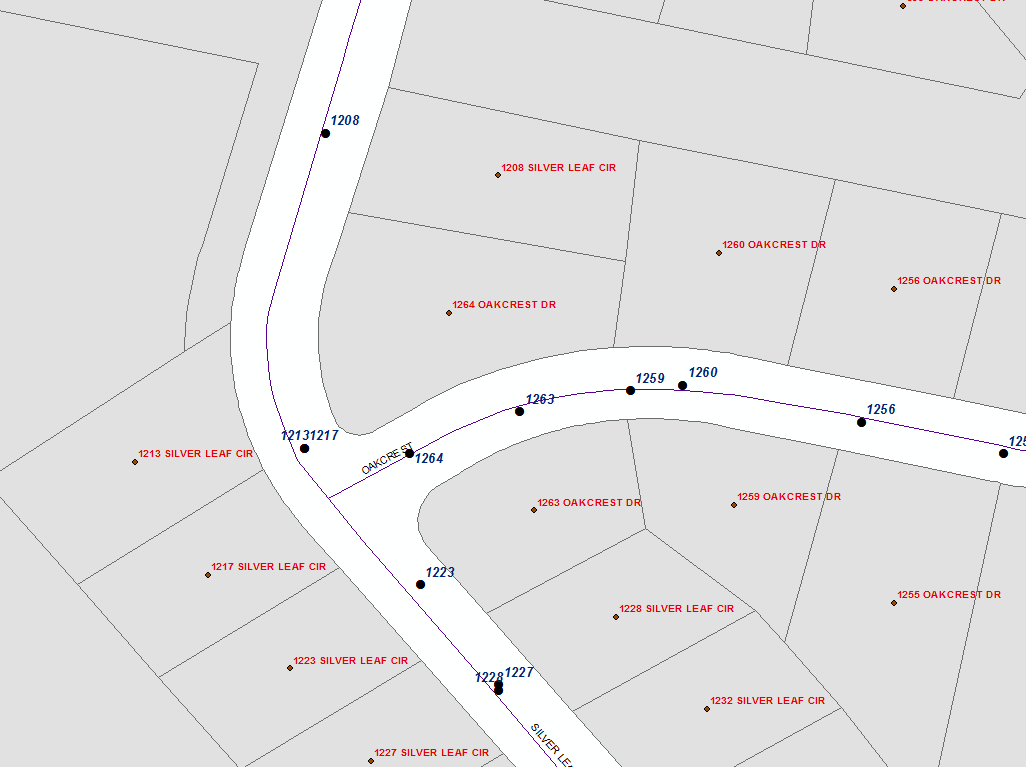 1208
1208 SILVER LEAF CIR
1260 OAKCREST DR
1256 OAKCREST DR
1264 OAKCREST DR
1260
1259
1263
1256
12131217
OAKCREST
1264
1213 SILVER LEAF CIR
1263 OAKCREST DR
1259 OAKCREST DR
1217 SILVER LEAF CIR
1223
1255 OAKCREST DR
1228 SILVER LEAF CIR
1223 SILVER LEAF CIR
1227
1228
1232 SILVER LEAF CIR
SILVER
1227 SILVER LEAF CIR